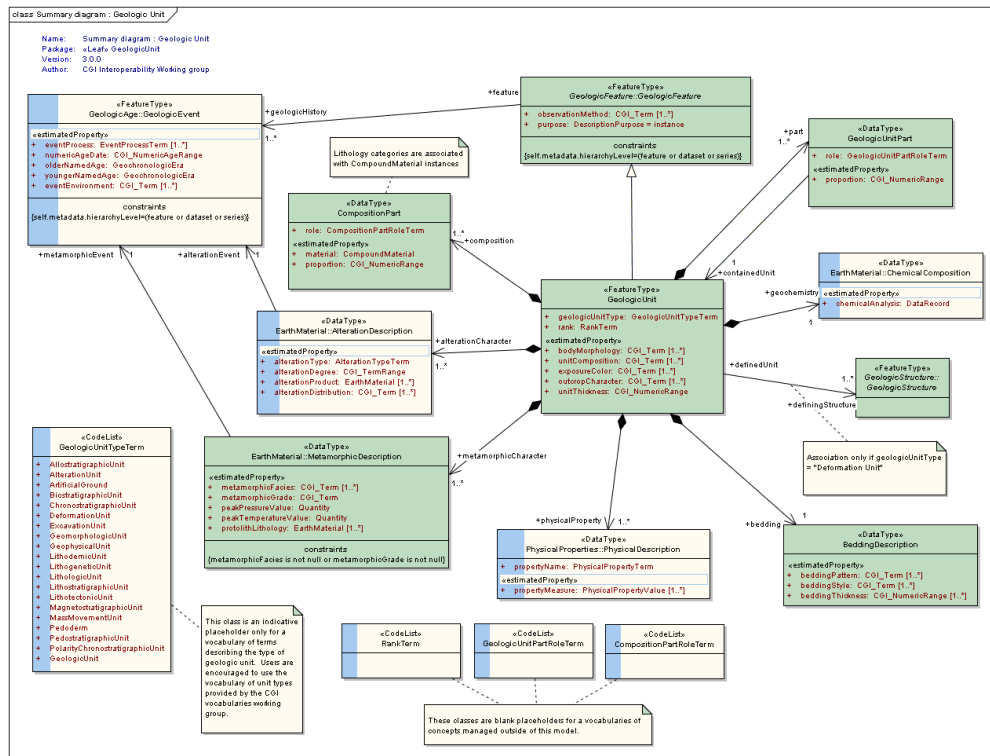 class Summary diagram : Geologic Unit
Name: Summary diagram : Geologic Unit
Package: «Leaf» GeologicUnit
Version: 3.0.0
Author: CGI Interoperability Working group
«FeatureType»
GeologicAge::GeologicEvent
«estimatedProperty»
+ eventProcess: EventProcessTerm [1..*]
+ numericAgeDate: CGI_NumericAgeRange
+ olderNamedAge: GeochronologicEra
+ youngerNamedAge: GeochronologicEra
+ eventEnvironment: CGI_Term [1..*]
constraints
{self.metadata.hierarchyLevel=(feature or dataset or series)}
+geologicHistory
1..*
+feature
«FeatureType»
GeologicFeature::GeologicFeature
+ observationMethod: CGI_Term [1..*]
+ purpose: DescriptionPurpose = instance
constraints
{self.metadata.hierarchyLevel=(feature or dataset or series)}
+part
1..*
«DataType»
GeologicUnitPart
+ role: GeologicUnitPartRoleTerm
«estimatedProperty»
+ proportion: CGI_NumericRange
Lithology categories are associated
with CompoundMaterial instances
«DataType»
CompositionPart
+ role: CompositionPartRoleTerm
«estimatedProperty»
+ material: CompoundMaterial
+ proportion: CGI_NumericRange
1..*
+composition
+metamorphicEvent
1
+alterationEvent
1
1
+containedUnit
«DataType»
EarthMaterial::ChemicalComposition
«estimatedProperty»
+ chemicalAnalysis: DataRecord
+geochemistry
1
«FeatureType»
GeologicUnit
+ geologicUnitType: GeologicUnitTypeTerm
+ rank: RankTerm
«estimatedProperty»
+ bodyMorphology: CGI_Term [1..*]
+ unitComposition: CGI_Term [1..*]
+ exposureColor: CGI_Term [1..*]
+ outcropCharacter: CGI_Term [1..*]
+ unitThickness: CGI_NumericRange
«DataType»
EarthMaterial::AlterationDescription
«estimatedProperty»
+ alterationType: AlterationTypeTerm
+ alterationDegree: CGI_TermRange
+ alterationProduct: EarthMaterial [1..*]
+ alterationDistribution: CGI_Term [1..*]
+alterationCharacter
1..*
+definedUnit
1..*
+definingStructure
«FeatureType»
GeologicStructure::
GeologicStructure
Association only if geologicUnitType
= "Deformation Unit"
«CodeList»
GeologicUnitTypeTerm
+ AllostratigraphicUnit
+ AlterationUnit
+ ArtificialGround
+ BiostratigraphicUnit
+ ChronostratigraphicUnit
+ DeformationUnit
+ ExcavationUnit
+ GeomorphologicUnit
+ GeophysicalUnit
+ LithodemicUnit
+ LithogeneticUnit
+ LithologicUnit
+ LithostratigraphicUnit
+ LithotectonicUnit
+ MagnetostratigraphicUnit
+ MassMovementUnit
+ Pedoderm
+ PedostratigraphicUnit
+ PolarityChronostratigraphicUnit
+ GeologicUnit
«DataType»
EarthMaterial::MetamorphicDescription
«estimatedProperty»
+ metamorphicFacies: CGI_Term [1..*]
+ metamorphicGrade: CGI_Term
+ peakPressureValue: Quantity
+ peakTemperatureValue: Quantity
+ protolithLithology: EarthMaterial [1..*]
constraints
{metamorphicFacies is not null or metamorphicGrade is not null}
+metamorphicCharacter
1..*
+physicalProperty
1..*
«DataType»
PhysicalProperties::PhysicalDescription
+ propertyName: PhysicalPropertyTerm
«estimatedProperty»
+ propertyMeasure: PhysicalPropertyValue [1..*]
+bedding
1
«DataType»
BeddingDescription
«estimatedProperty»
+ beddingPattern: CGI_Term [1..*]
+ beddingStyle: CGI_Term [1..*]
+ beddingThickness: CGI_NumericRange [1..*]
This class is an indicative
placeholder only for a
vocabulary of terms
describing the type of
geologic unit. Users are
encouraged to use the
vocabulary of unit types
provided by the CGI
vocabularies working
group.
«CodeList»
RankTerm
«CodeList»
GeologicUnitPartRoleTerm
«CodeList»
CompositionPartRoleTerm
These classes are blank placeholders for a vocabularies of
concepts managed outside of this model.